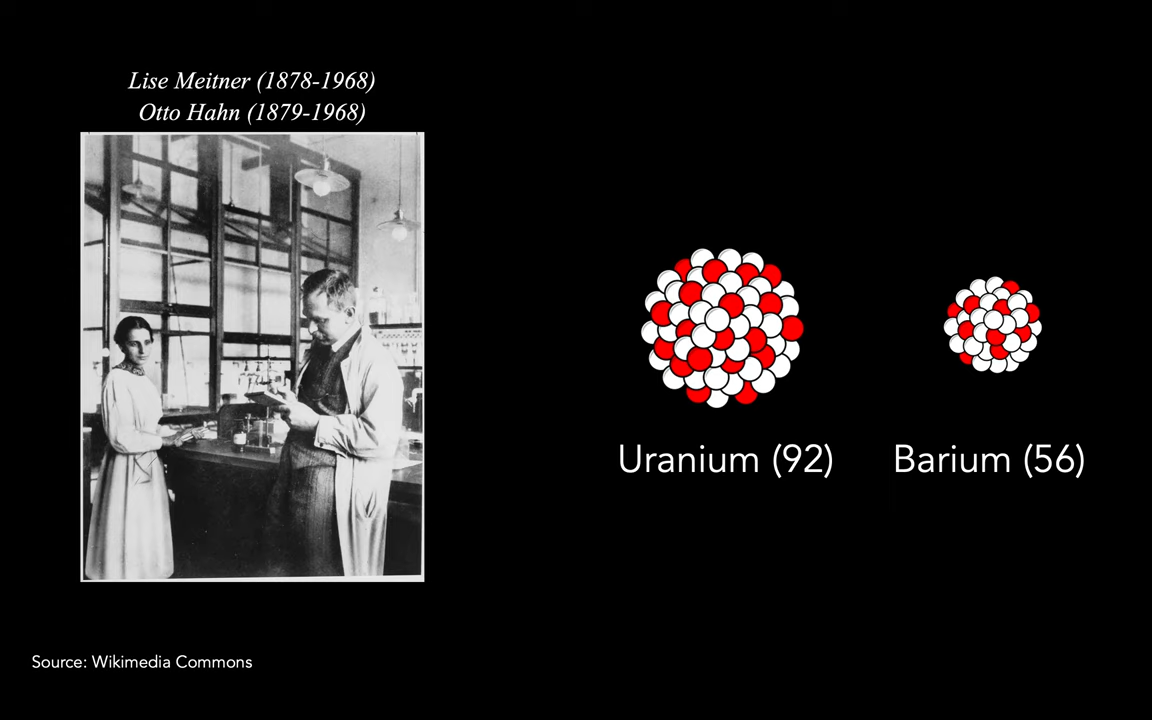 Lise Meitner (1878-1968)
Otto Hahn (1879-1968)
Uranium (92)
Barium (56)
Source: Wikimedia Commons